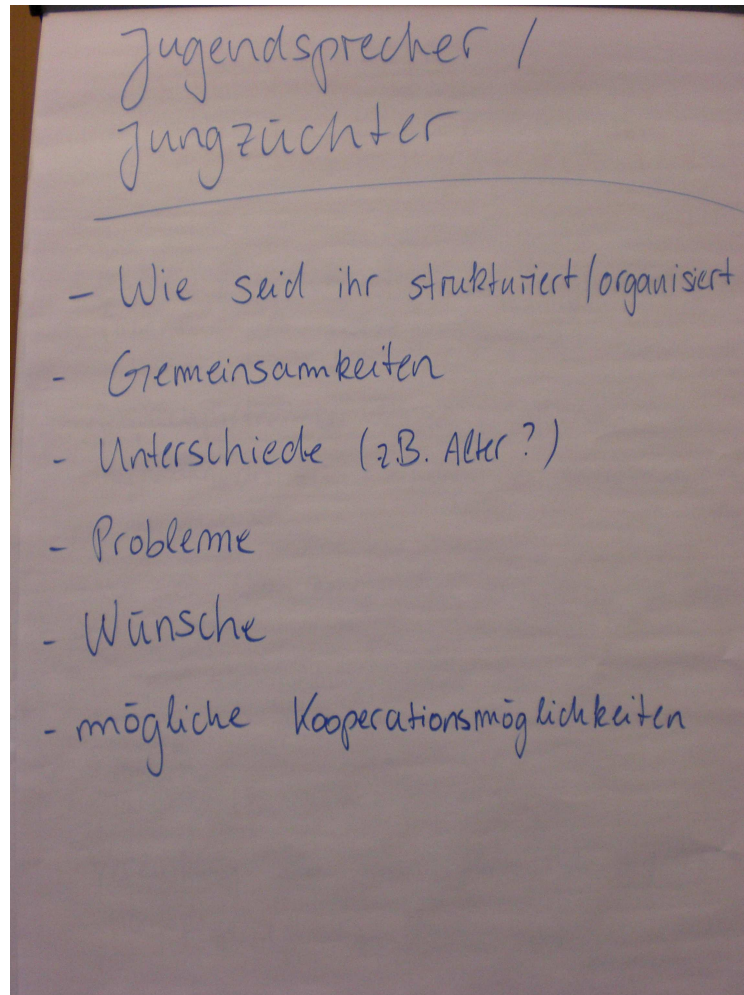 Jugendsprecher /
Jungzüchter
- Wie seid ihr strukturiert/organisiert
- Gemeinsamkeiten
- Unterschiede (z.B. Alter?)
- Probleme
- Wünsche
- mögliche Kooperationsmöglichkeiten